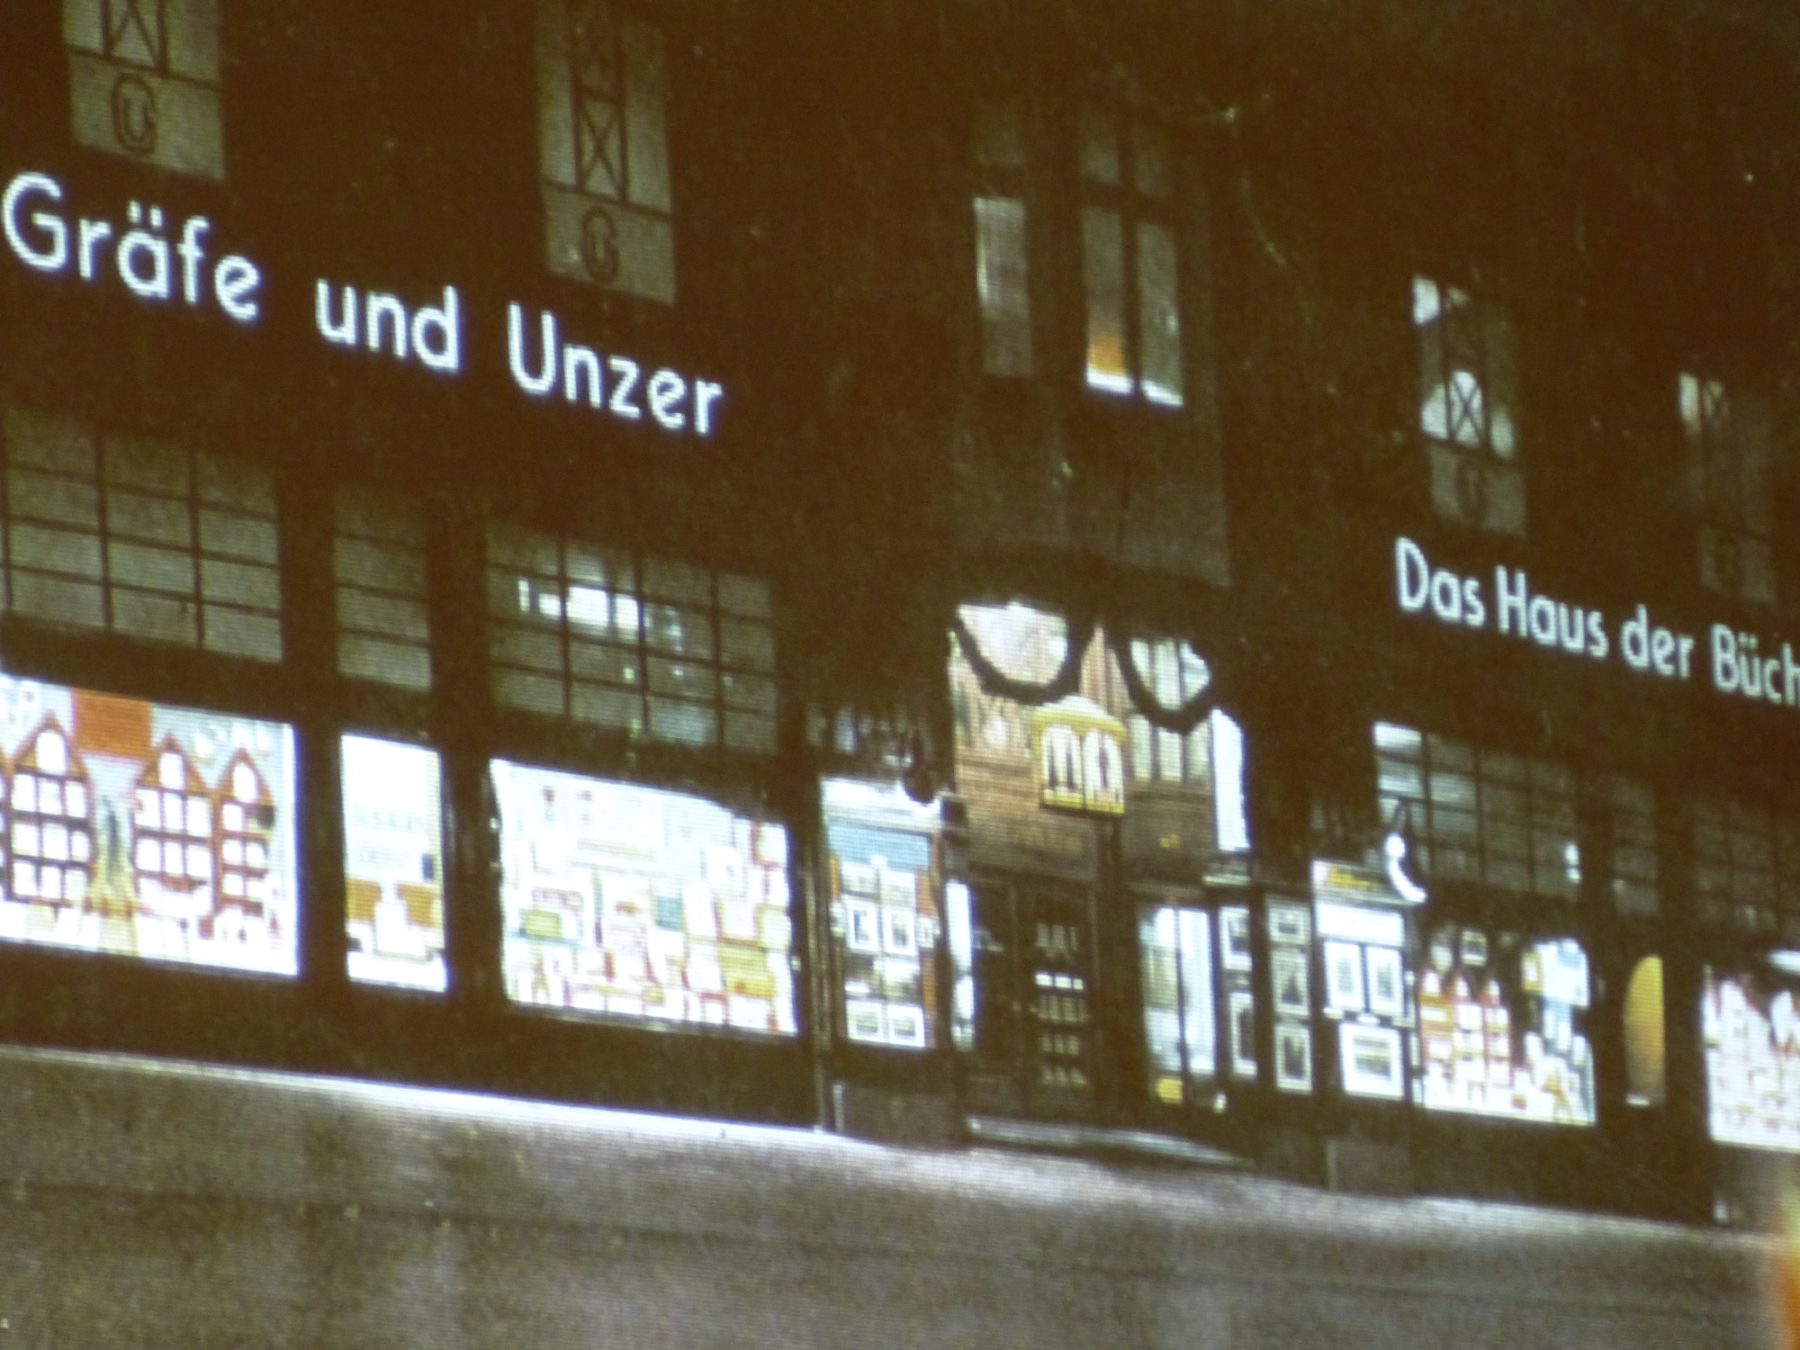 Gräfe und Unzer
Das Haus der Büch